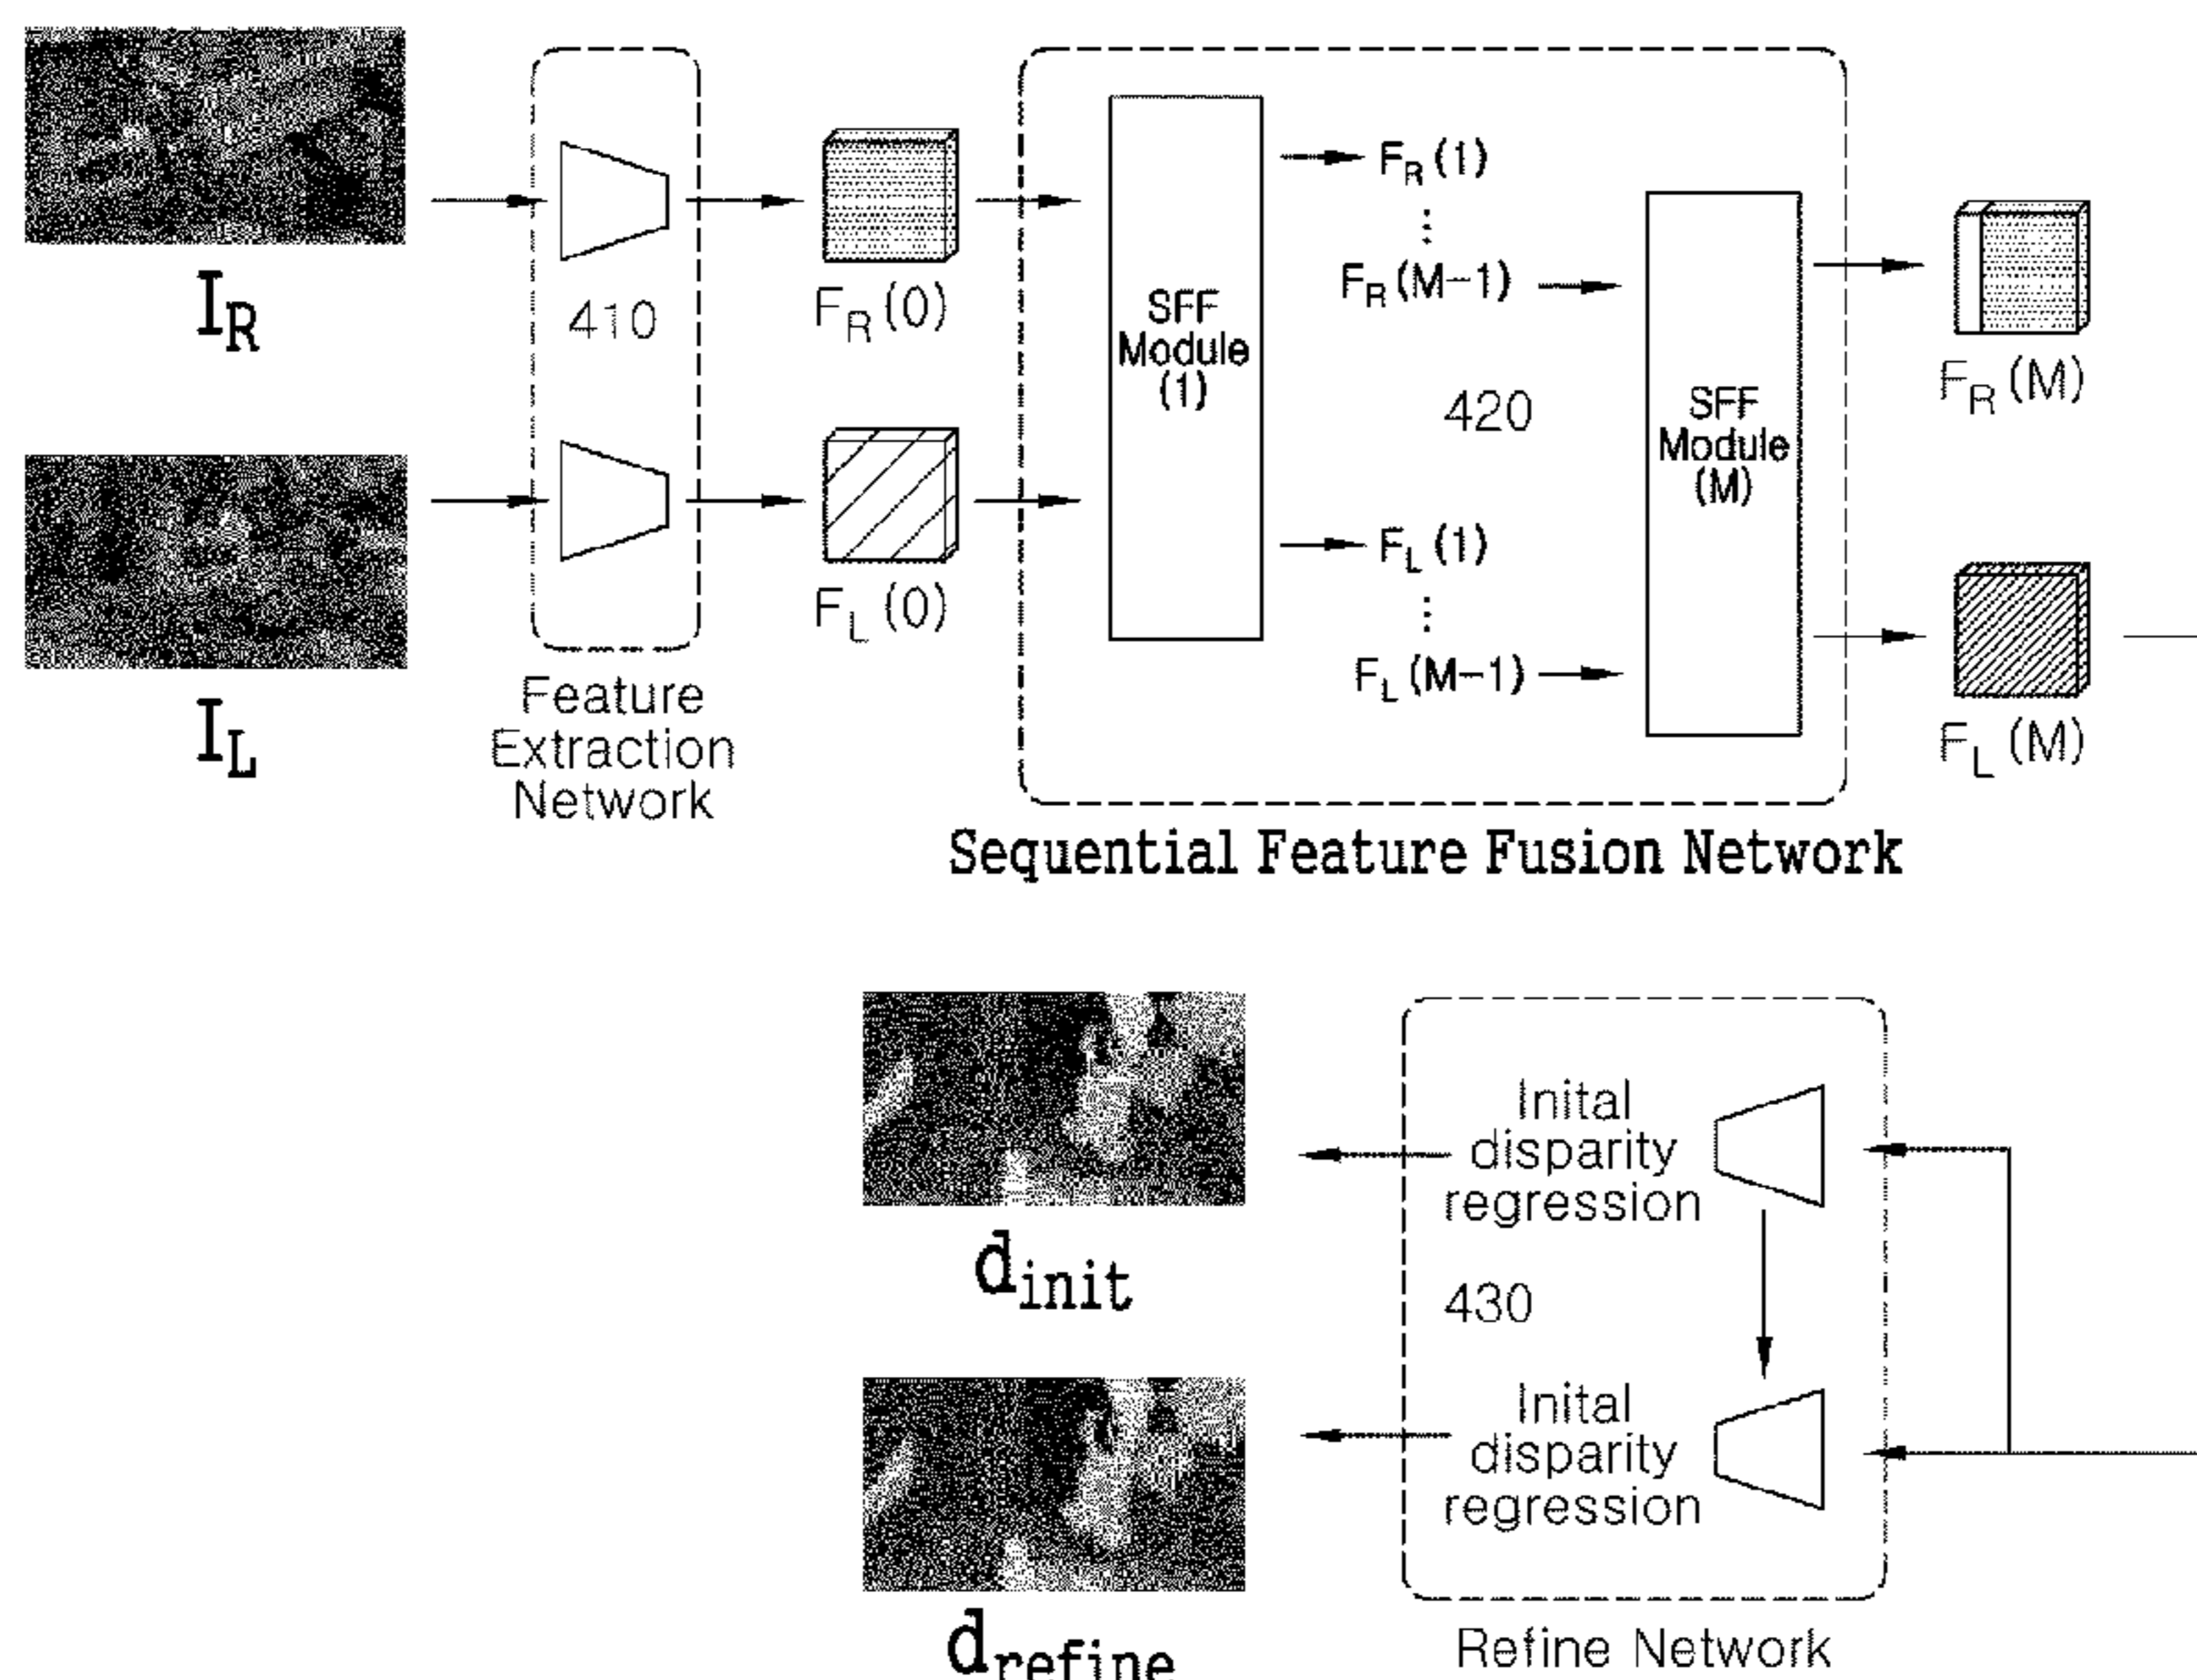 I_R
410
F_R(0)
I_L
F_L(0)
Feature
Extraction
Network
SFF
Module
(1)
F_R(1)
⋮
F_R(M-1)
420
F_L(1)
⋮
F_L(M-1)
SFF
Module
(M)
F_R(M)
F_L(M)
Sequential Feature Fusion Network
d_init
Inital
disparity
regression
430
d_refine
Inital
disparity
regression
Refine Network